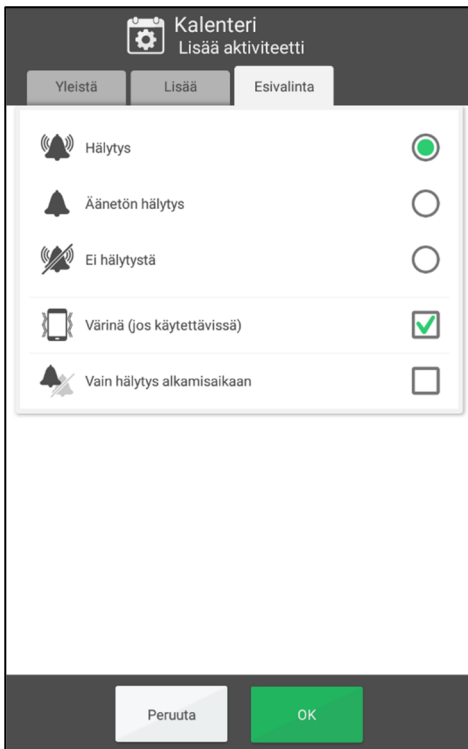 Kalenteri
Lisää aktiviteetti
Yleistä Lisää Esivalinta
Hälytys
Äänetön hälytys
Ei hälytystä
Värinä (jos käytettävissä)
Vain hälytys alkamisaikaan
Peruuta OK